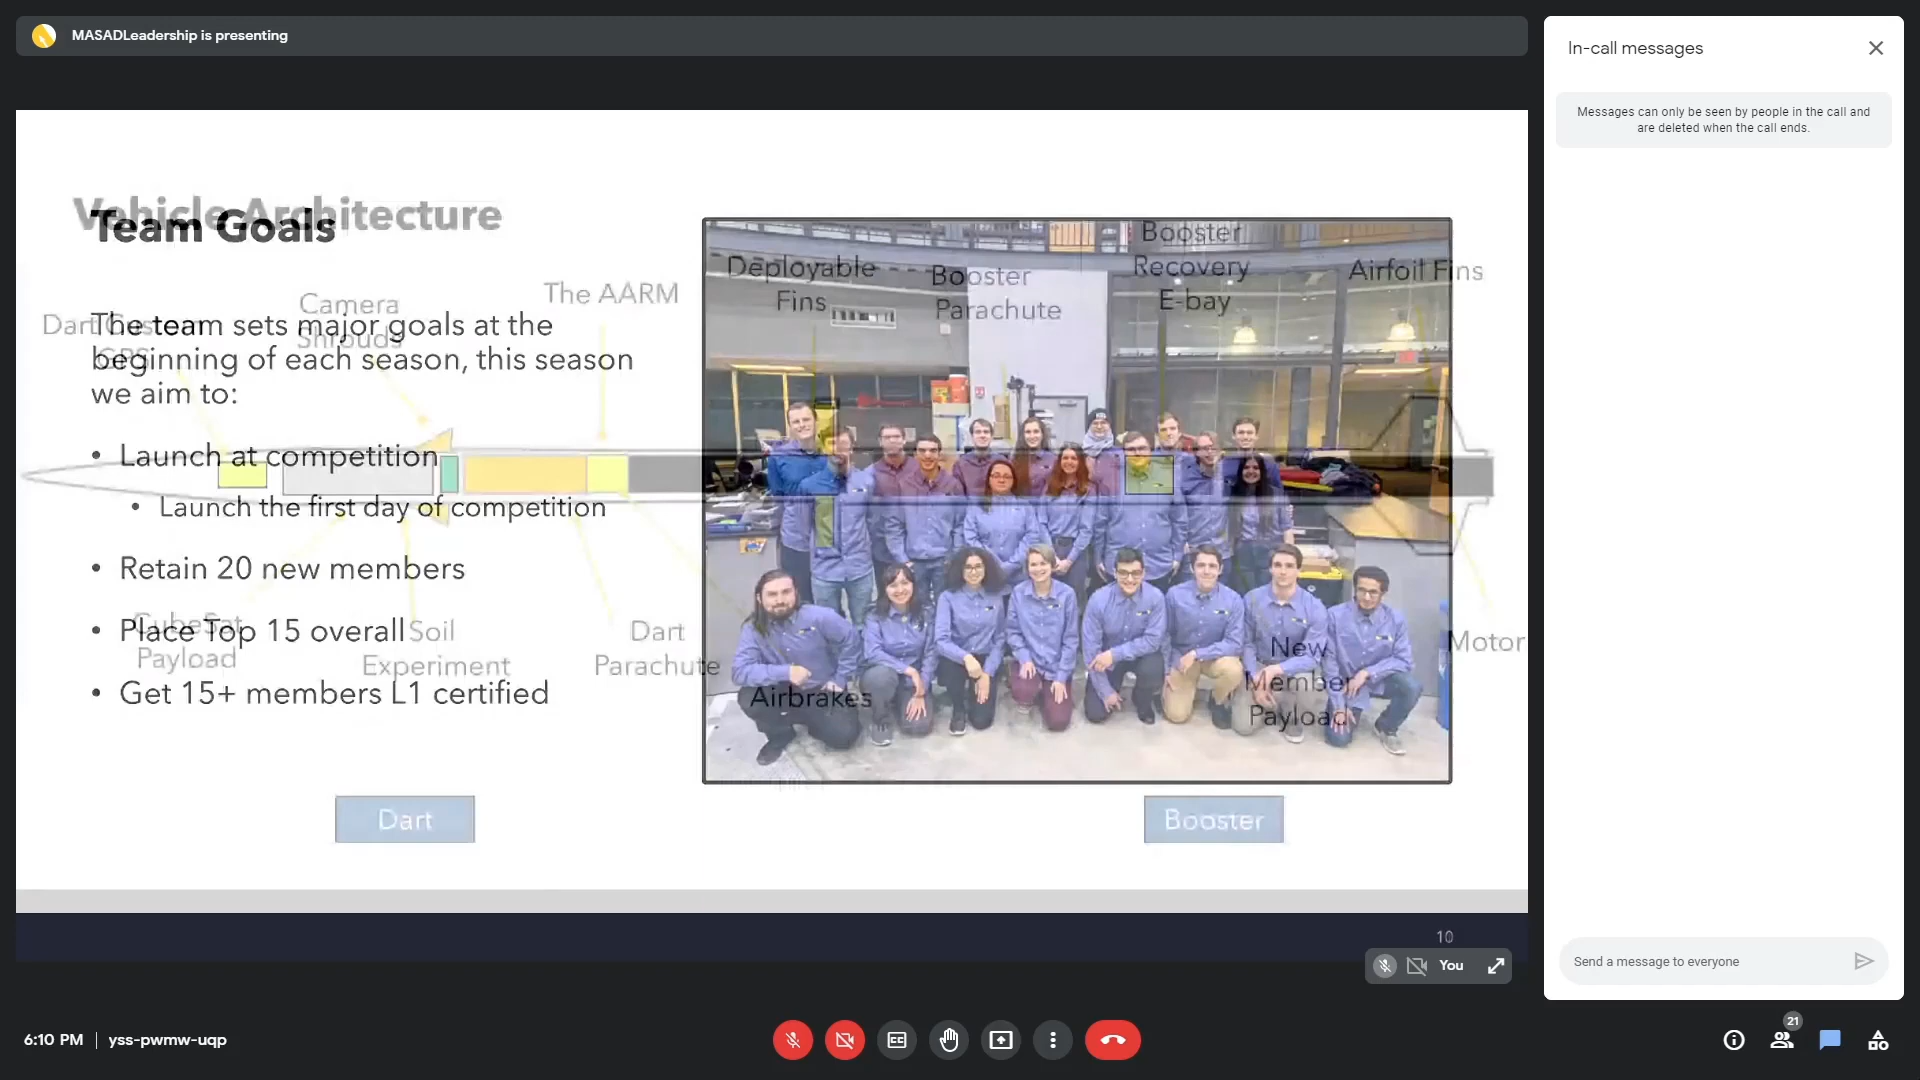 MASADLeadership is presenting
In-call messages
Messages can only be seen by people in the call and
are deleted when the call ends.
Vehicle Architecture
Team Goals
The team sets major goals at the
beginning of each season, this season
we aim to:
• Launch at competition
• Launch the first day of competition
• Retain 20 new members
• Place Top 15 overall
• Get 15+ members L1 certified
Dart
GPS
Camera
Shrouds
The AARM
Deployable
Fins
Booster
Parachute
Booster
Recovery
E-bay
Airfoil Fins
CubeSat
Payload
Soil
Experiment
Dart
Parachute
Airbrakes
New
Member
Payload
Motor
Dart
Booster
10
You
Send a message to everyone
6:10 PM
yss-pwmw-uqp
21